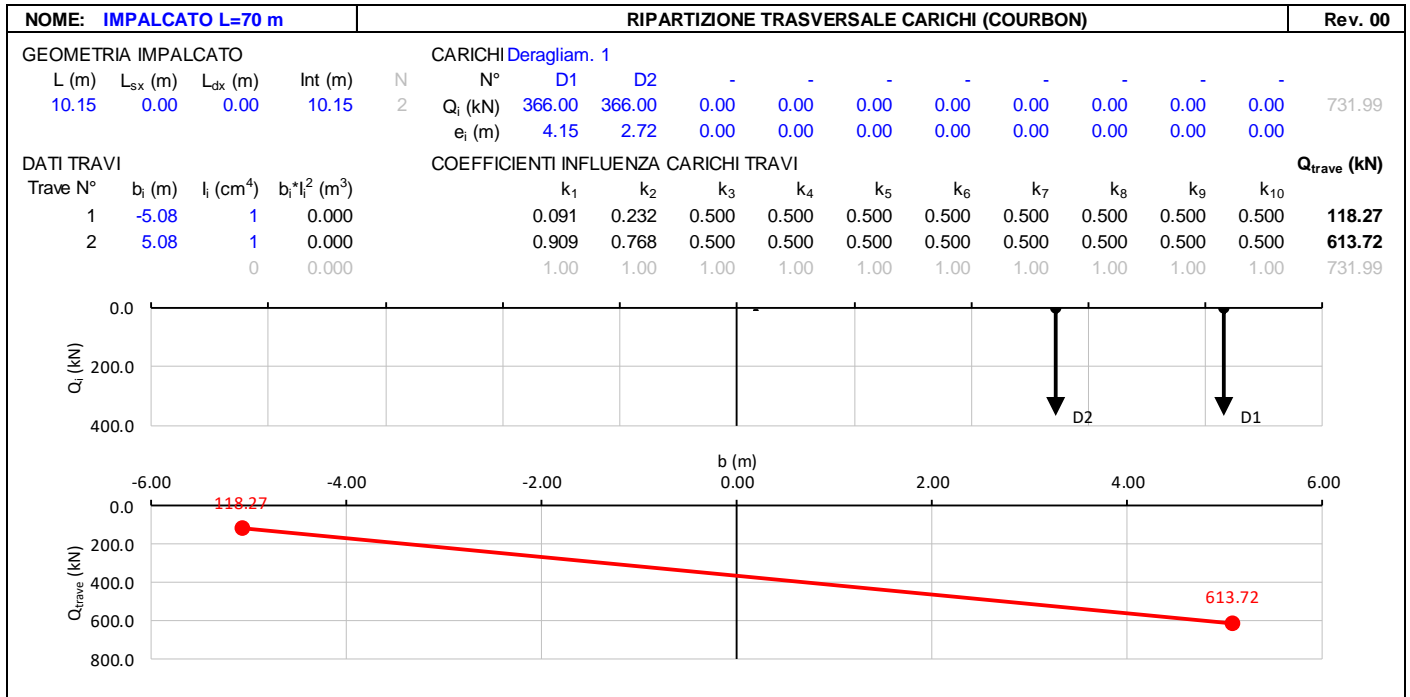 NOME: IMPALCATO L=70 m RIPARTIZIONE TRASVERSALE CARICHI (COURBON) Rev. 00
GEOMETRIA IMPALCATO CARICHI Deragliam. 1
L (m) Lsx (m) Ldx (m) Int (m) N N° D1 D2 - - - - - - - -
10.15 0.00 0.00 10.15 2 Qi (kN) 366.00 366.00 0.00 0.00 0.00 0.00 0.00 0.00 0.00 0.00 731.99
ei (m) 4.15 2.72 0.00 0.00 0.00 0.00 0.00 0.00 0.00 0.00
DATI TRAVI COEFFICIENTI INFLUENZA CARICHI TRAVI Qtrave (kN)
Trave N° bi (m) Ii (cm4) bi*Ii2 (m3) k1 k2 k3 k4 k5 k6 k7 k8 k9 k10
1 -5.08 1 0.000 0.091 0.232 0.500 0.500 0.500 0.500 0.500 0.500 0.500 0.500 118.27
2 5.08 1 0.000 0.909 0.768 0.500 0.500 0.500 0.500 0.500 0.500 0.500 0.500 613.72
0 0.000 1.00 1.00 1.00 1.00 1.00 1.00 1.00 1.00 1.00 1.00 731.99
0.0
200.0
400.0
Qi (kN)
D2 D1
b (m)
-6.00 -4.00 -2.00 0.00 2.00 4.00 6.00
0.0
200.0
400.0
600.0
800.0
Qtrave (kN)
118.27
613.72